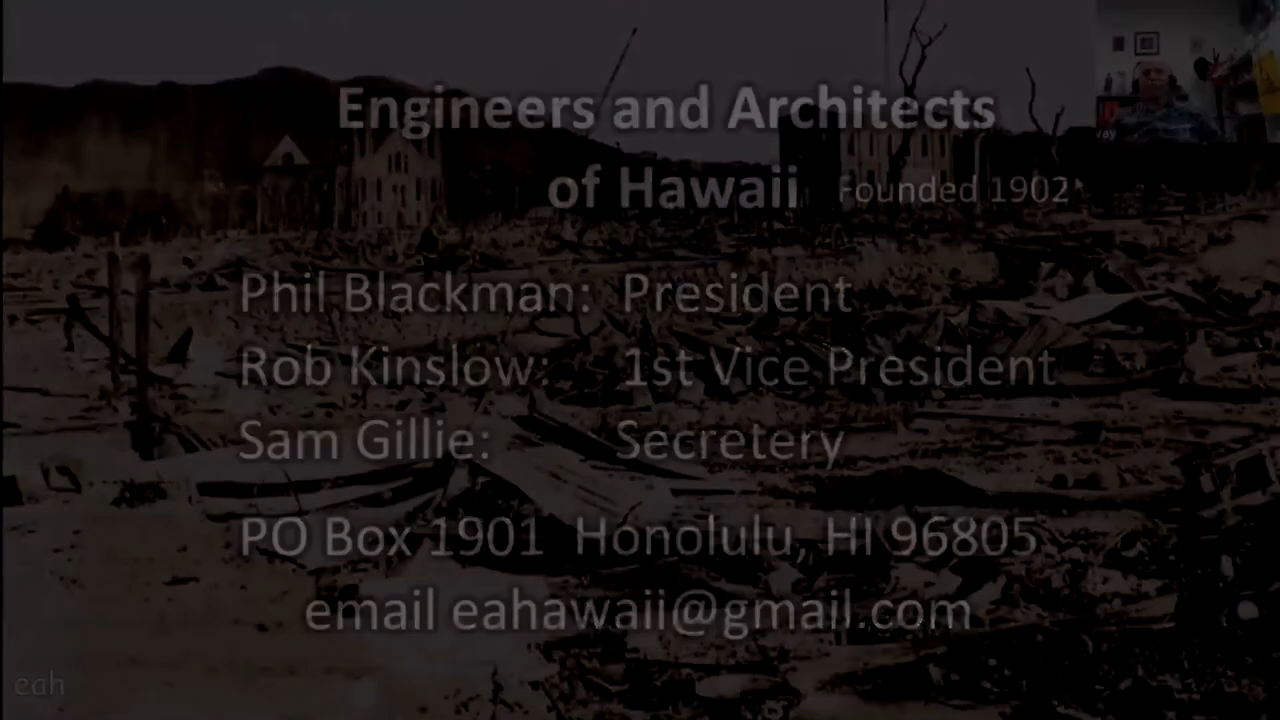 Engineers and Architects
of Hawaii Founded 1902
way
Phil Blackman: President
Rob Kinslow: 1st Vice President
Sam Gillie: Secretery
PO Box 1901 Honolulu, HI 96805
email eahawaii@gmail.com
eah